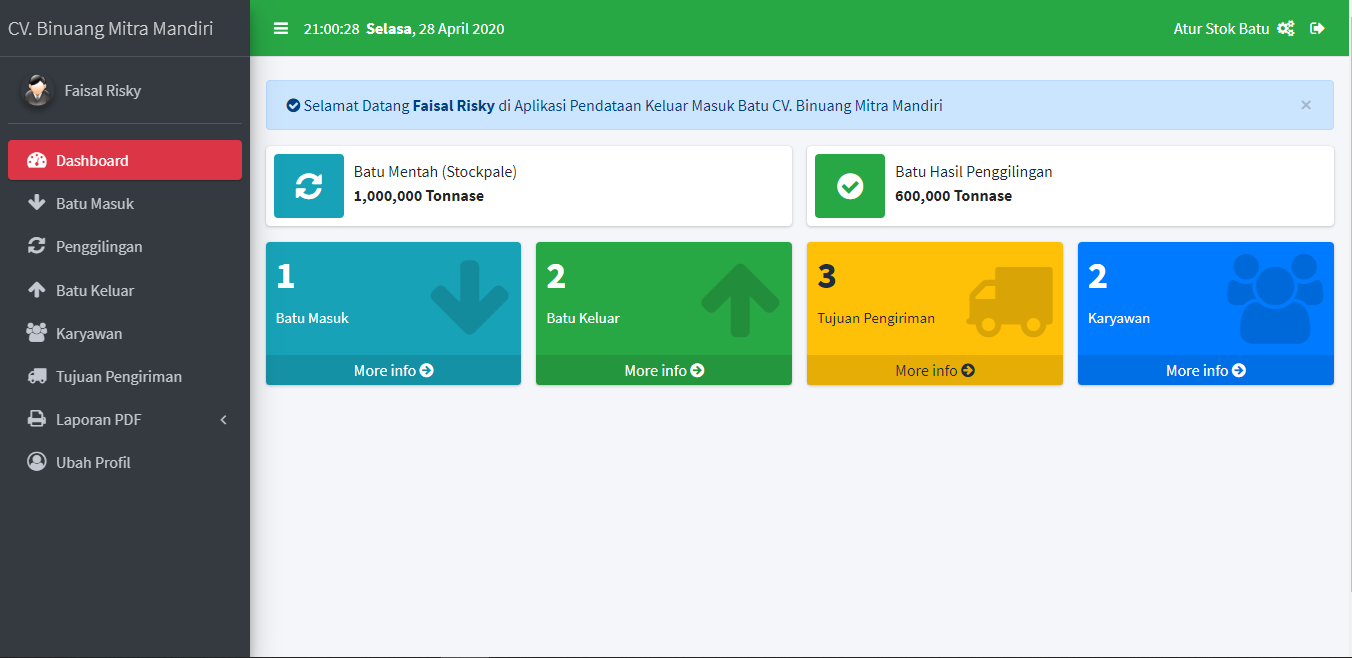 CV. Binuang Mitra Mandiri
21:00:28 Selasa, 28 April 2020
Atur Stok Batu
Faisal Risky
Dashboard
Batu Masuk
Penggilingan
Batu Keluar
Karyawan
Tujuan Pengiriman
Laporan PDF
Ubah Profil
Selamat Datang Faisal Risky di Aplikasi Pendataan Keluar Masuk Batu CV. Binuang Mitra Mandiri
×
Batu Mentah (Stockpale)
1,000,000 Tonnase
Batu Hasil Penggilingan
600,000 Tonnase
1
Batu Masuk
More info
2
Batu Keluar
More info
3
Tujuan Pengiriman
More info
2
Karyawan
More info